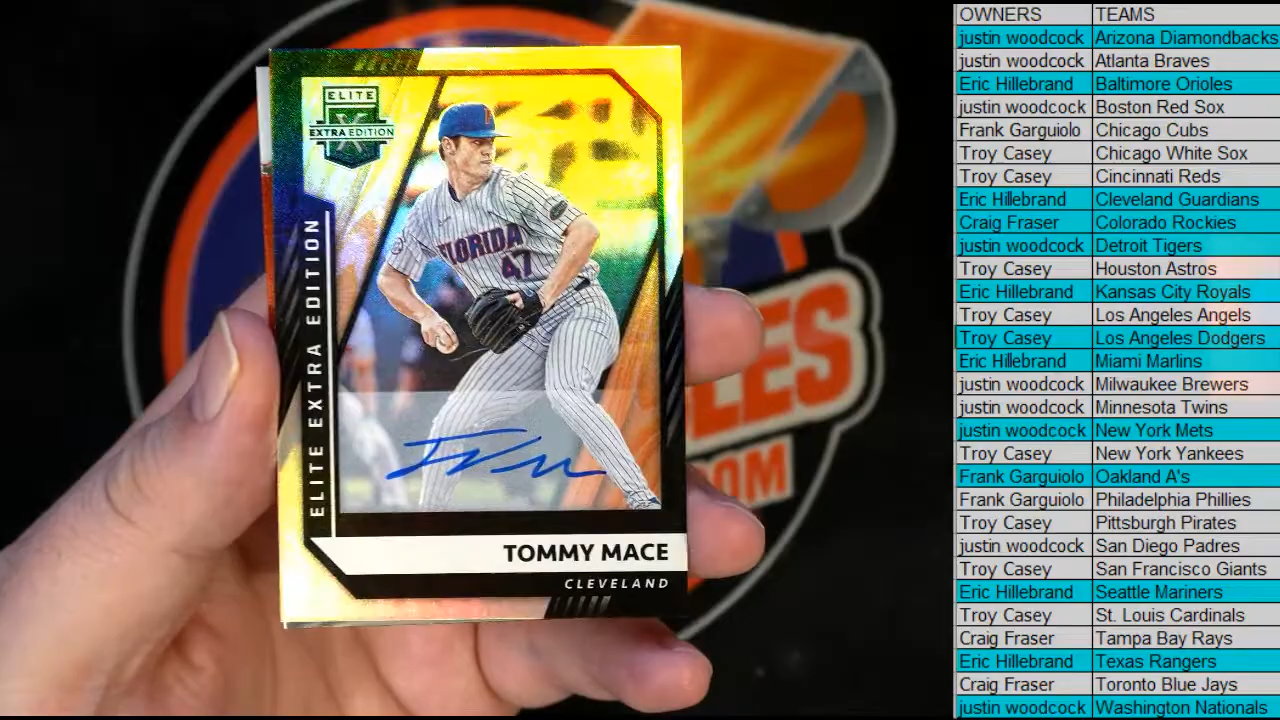 ELITE
EXTRA EDITION
ELITE EXTRA EDITION
FLORIDA
47
TOMMY MACE
CLEVELAND
LES
OM
OWNERS TEAMS
justin woodcock Arizona Diamondbacks
justin woodcock Atlanta Braves
Eric Hillebrand Baltimore Orioles
justin woodcock Boston Red Sox
Frank Garguiolo Chicago Cubs
Troy Casey Chicago White Sox
Troy Casey Cincinnati Reds
Eric Hillebrand Cleveland Guardians
Craig Fraser Colorado Rockies
justin woodcock Detroit Tigers
Troy Casey Houston Astros
Eric Hillebrand Kansas City Royals
Troy Casey Los Angeles Angels
Troy Casey Los Angeles Dodgers
Eric Hillebrand Miami Marlins
justin woodcock Milwaukee Brewers
justin woodcock Minnesota Twins
justin woodcock New York Mets
Troy Casey New York Yankees
Frank Garguiolo Oakland A's
Frank Garguiolo Philadelphia Phillies
Troy Casey Pittsburgh Pirates
justin woodcock San Diego Padres
Troy Casey San Francisco Giants
Eric Hillebrand Seattle Mariners
Troy Casey St. Louis Cardinals
Craig Fraser Tampa Bay Rays
Eric Hillebrand Texas Rangers
Craig Fraser Toronto Blue Jays
justin woodcock Washington Nationals